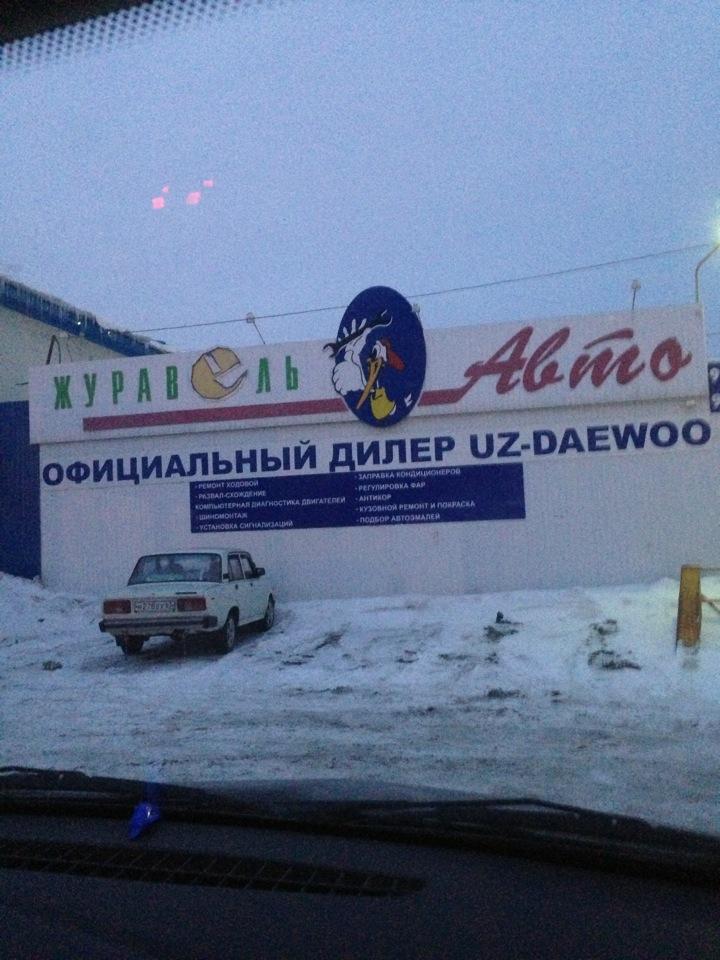 ЖУРАВЕЛЬ Авто
ОФИЦИАЛЬНЫЙ ДИЛЕР UZ-DAEWOO
- РЕМОНТ ХОДОВОЙ
- РАЗВАЛ-СХОЖДЕНИЕ
КОМПЬЮТЕРНАЯ ДИАГНОСТИКА ДВИГАТЕЛЕЙ
- ШИНОМОНТАЖ
- УСТАНОВКА СИГНАЛИЗАЦИЙ
- ЗАПРАВКА КОНДИЦИОНЕРОВ
- РЕГУЛИРОВКА ФАР
- АНТИКОР
- КУЗОВНОЙ РЕМОНТ И ПОКРАСКА
- ПОДБОР АВТОЭМАЛЕЙ